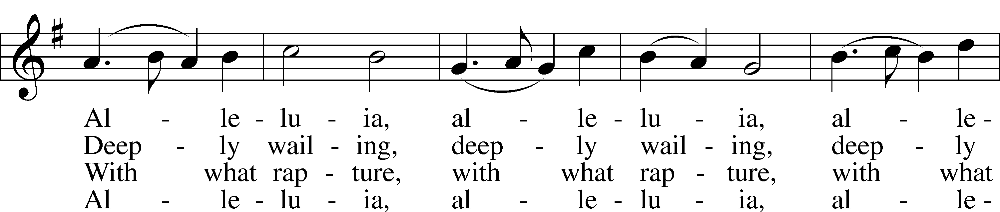 Al - le - lu - ia, al - le - lu - ia, al - le -
Deep - ly wail - ing, deep - ly wail - ing, deep - ly
With what rap - ture, with what rap - ture, with what
Al - le - lu - ia, al - le - lu - ia, al - le -